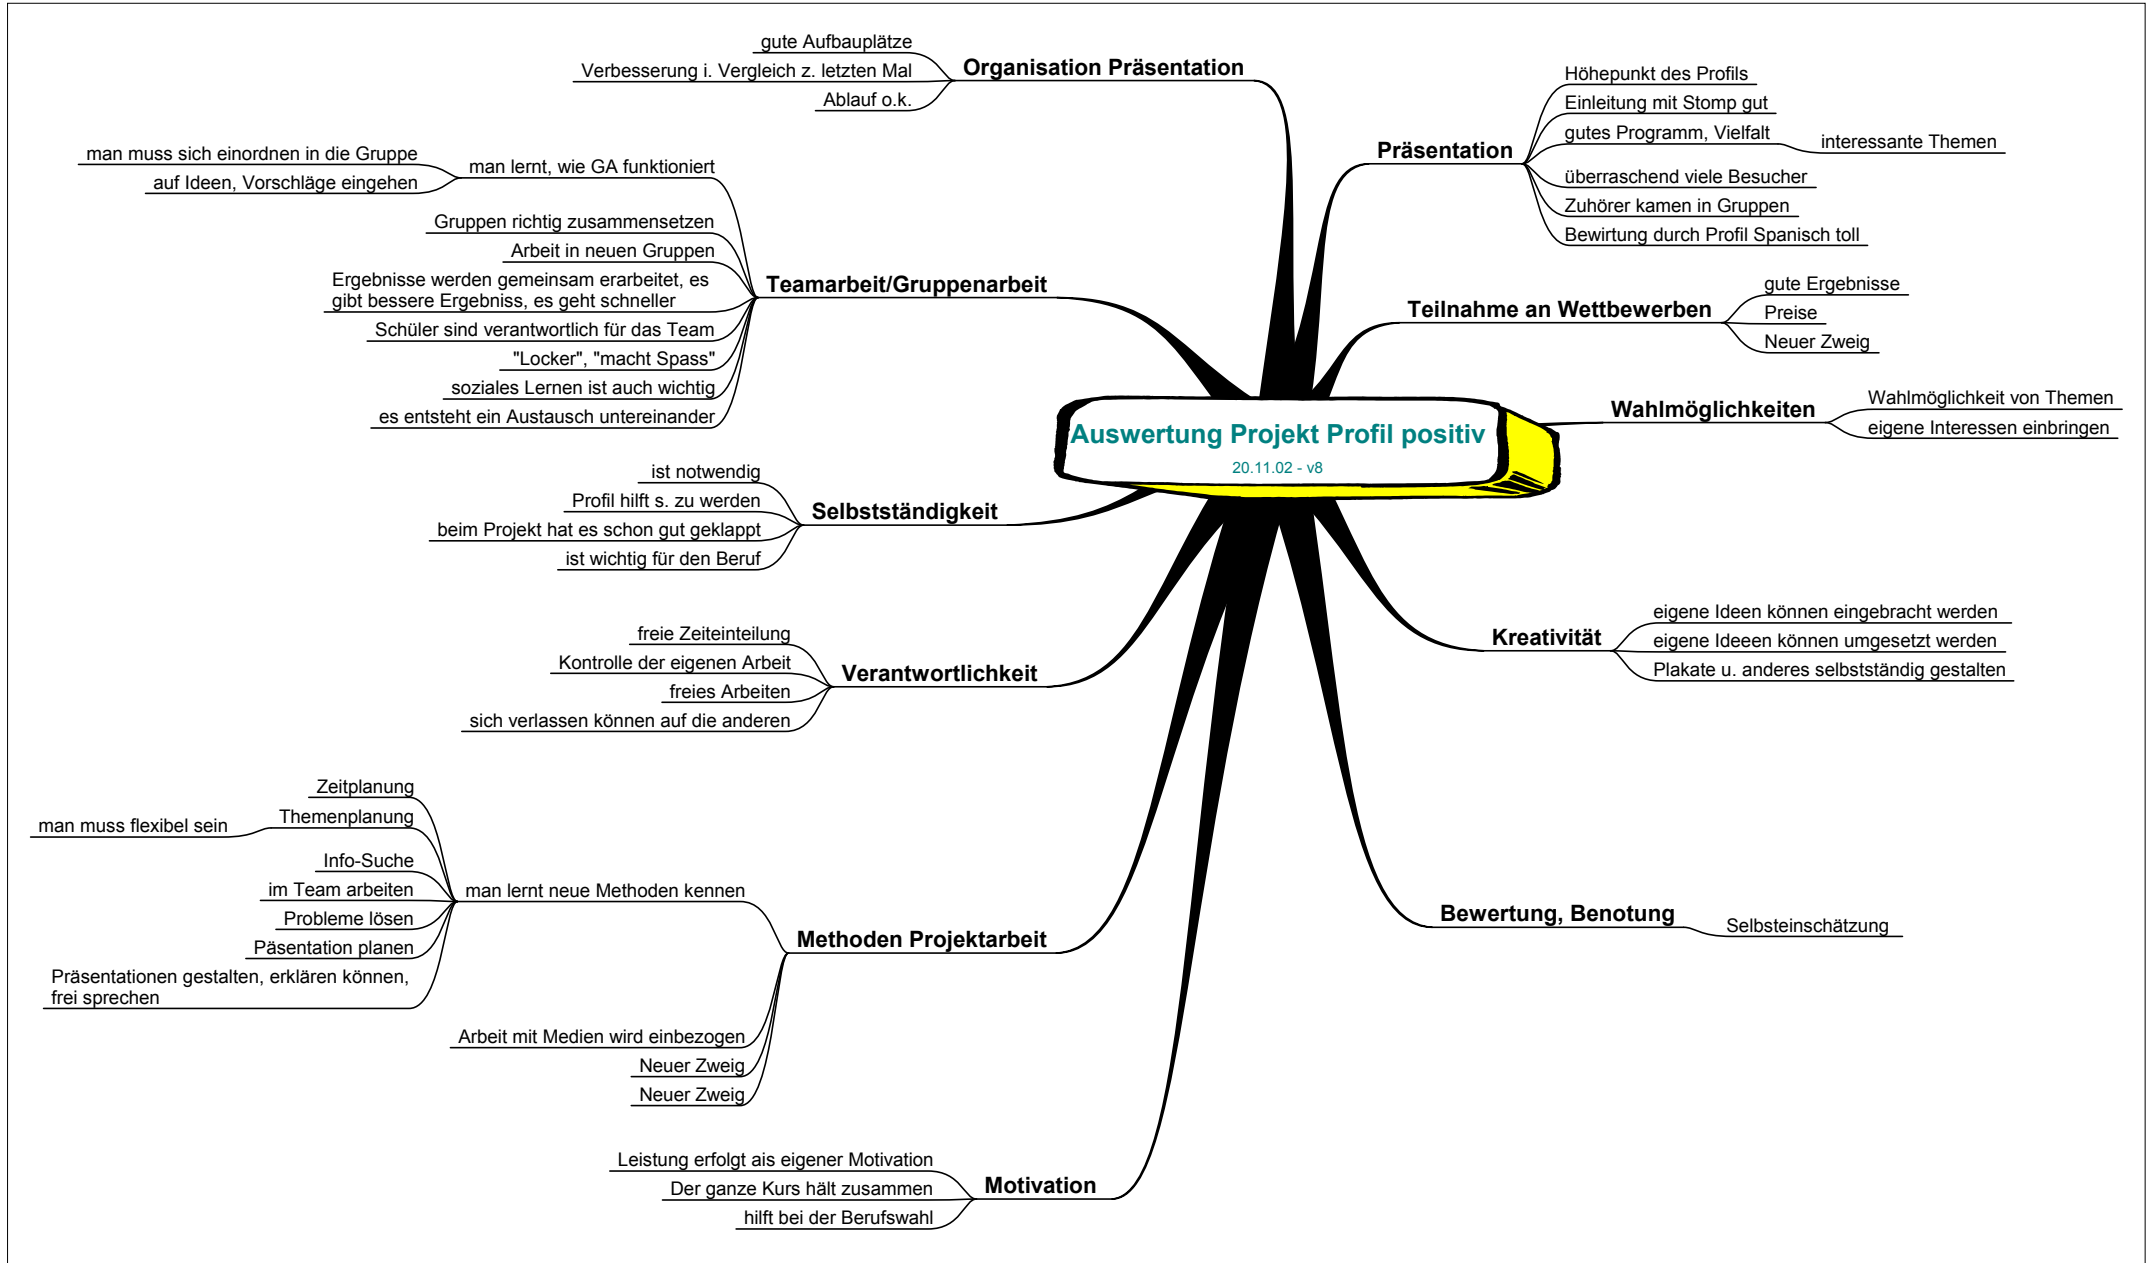 Auswertung Projekt Profil positiv
20.11.02 - v8
Präsentation
Höhepunkt des Profils
Einleitung mit Stomp gut
gutes Programm, Vielfalt
interessante Themen
überraschend viele Besucher
Zuhörer kamen in Gruppen
Bewirtung durch Profil Spanisch toll
Teilnahme an Wettbewerben
gute Ergebnisse
Preise
Neuer Zweig
Wahlmöglichkeiten
Wahlmöglichkeit von Themen
eigene Interessen einbringen
Kreativität
eigene Ideen können eingebracht werden
eigene Ideeen können umgesetzt werden
Plakate u. anderes selbstständig gestalten
Bewertung, Benotung
Selbsteinschätzung
Organisation Präsentation
gute Aufbauplätze
Verbesserung i. Vergleich z. letzten Mal
Ablauf o.k.
Teamarbeit/Gruppenarbeit
man lernt, wie GA funktioniert
man muss sich einordnen in die Gruppe
auf Ideen, Vorschläge eingehen
Gruppen richtig zusammensetzen
Arbeit in neuen Gruppen
Ergebnisse werden gemeinsam erarbeitet, es
gibt bessere Ergebniss, es geht schneller
Schüler sind verantwortlich für das Team
"Locker", "macht Spass"
soziales Lernen ist auch wichtig
es entsteht ein Austausch untereinander
Selbstständigkeit
ist notwendig
Profil hilft s. zu werden
beim Projekt hat es schon gut geklappt
ist wichtig für den Beruf
Verantwortlichkeit
freie Zeiteinteilung
Kontrolle der eigenen Arbeit
freies Arbeiten
sich verlassen können auf die anderen
Methoden Projektarbeit
man lernt neue Methoden kennen
Zeitplanung
Themenplanung
man muss flexibel sein
Info-Suche
im Team arbeiten
Probleme lösen
Päsentation planen
Präsentationen gestalten, erklären können,
frei sprechen
Arbeit mit Medien wird einbezogen
Neuer Zweig
Neuer Zweig
Motivation
Leistung erfolgt ais eigener Motivation
Der ganze Kurs hält zusammen
hilft bei der Berufswahl